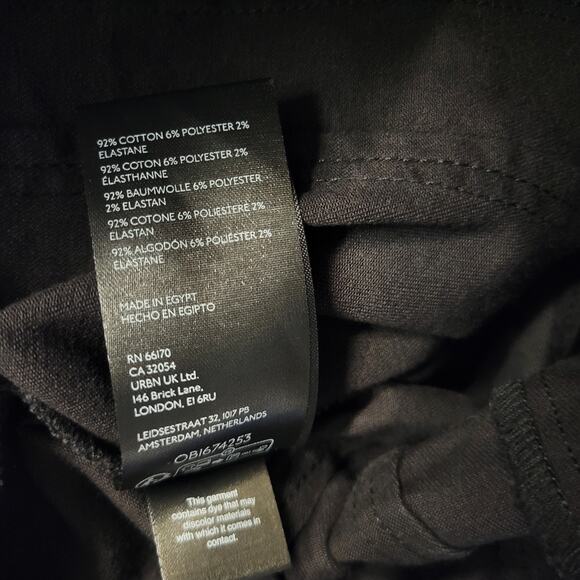 92% COTTON 6% POLYESTER 2%
ELASTANE
92% COTON 6% POLYESTER 2%
ÉLASTHANNE
92% BAUMWOLLE 6% POLYESTER
2% ELASTAN
92% COTONE 6% POLIESTERE 2%
ELASTAN
92% ALGODÓN 6% POLIÉSTER 2%
ELASTANE
MADE IN EGYPT
HECHO EN EGIPTO
RN 66170
CA 32054
URBN UK Ltd.
146 Brick Lane,
LONDON, E1 6RU
LEIDSESTRAAT 32, 1017 PB
AMSTERDAM, NETHERLANDS
OB1674253
This garment
contains dye that may
discolor materials
with which it comes in
contact.